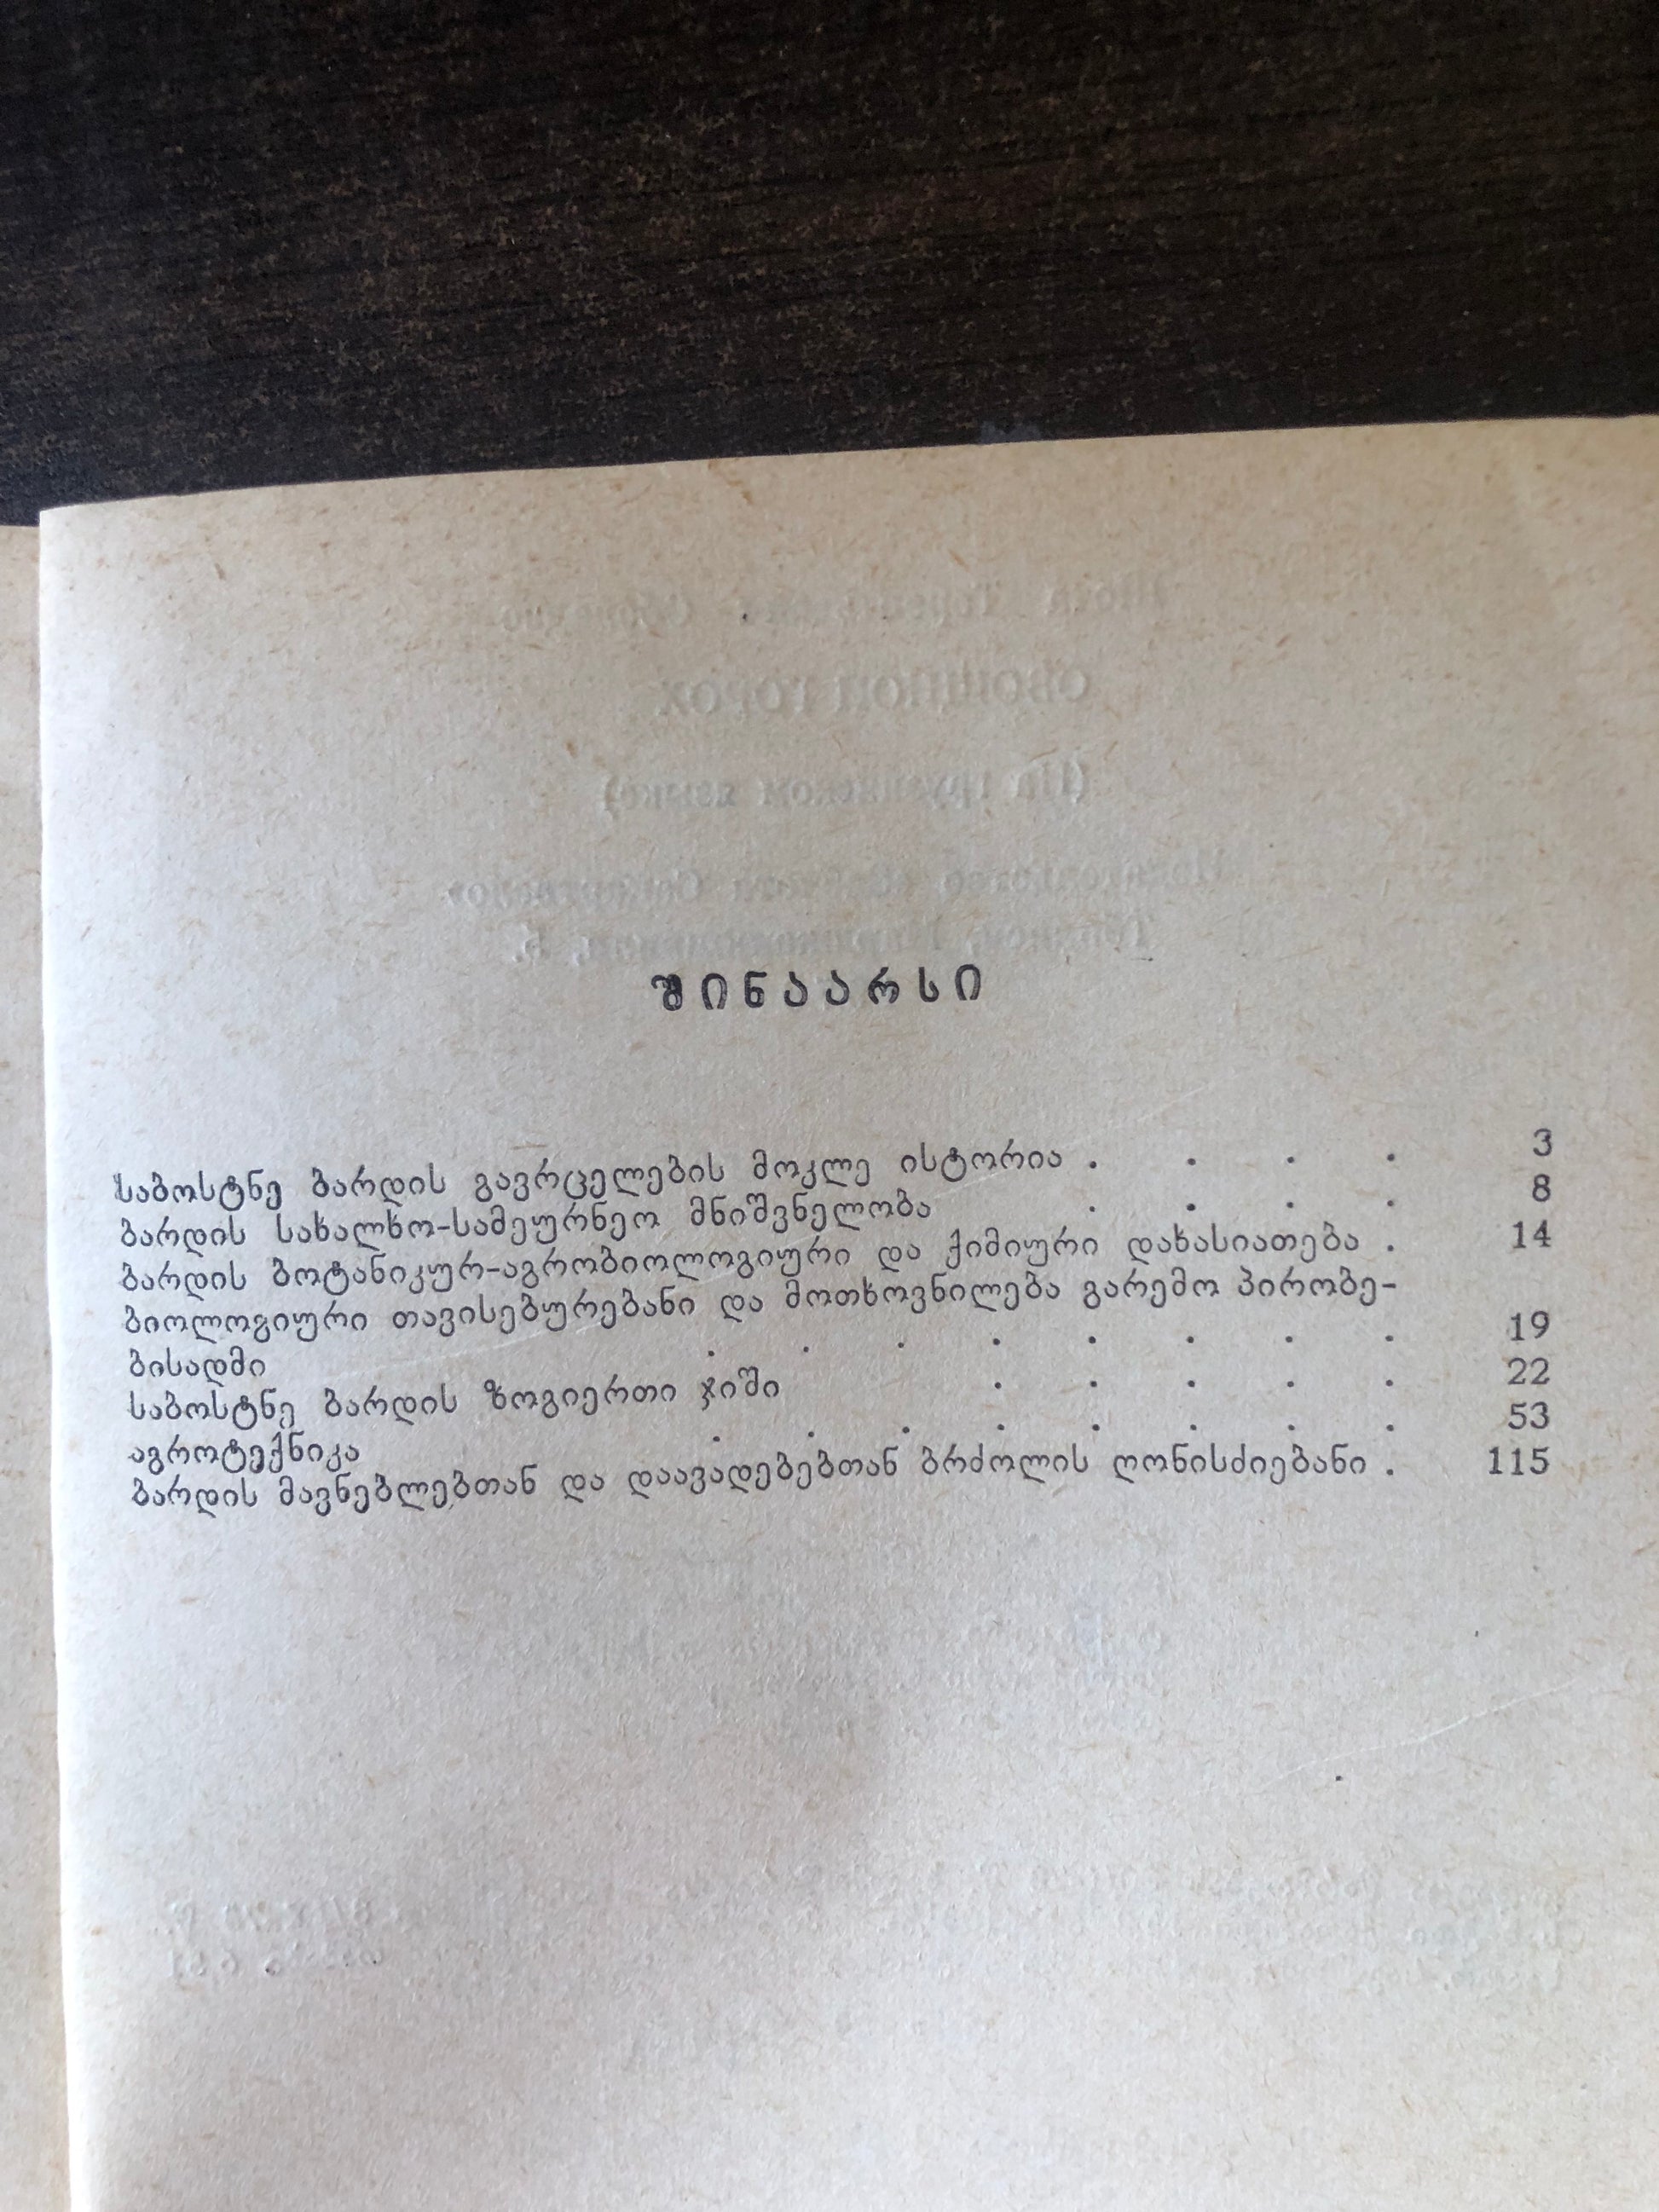 შინაარსი
საბოსტნე ბარდის გავრცელების მოკლე ისტორია . . . . 3
ბარდის სახალხო-სამეურნეო მნიშვნელობა . . . . 8
ბარდის ბოტანიკურ-აგრობიოლოგიური და ქიმიური დახასიათება . 14
ბიოლოგიური თავისებურებანი და მოთხოვნილება გარემო პირობე-
ბისადმი . . . . . . . . 19
საბოსტნე ბარდის ზოგიერთი ჯიში . . . . . 22
აგროტექნიკა . . . . . . . . 53
ბარდის მავნებლებთან და დაავადებებთან ბრძოლის ღონისძიებანი . 115